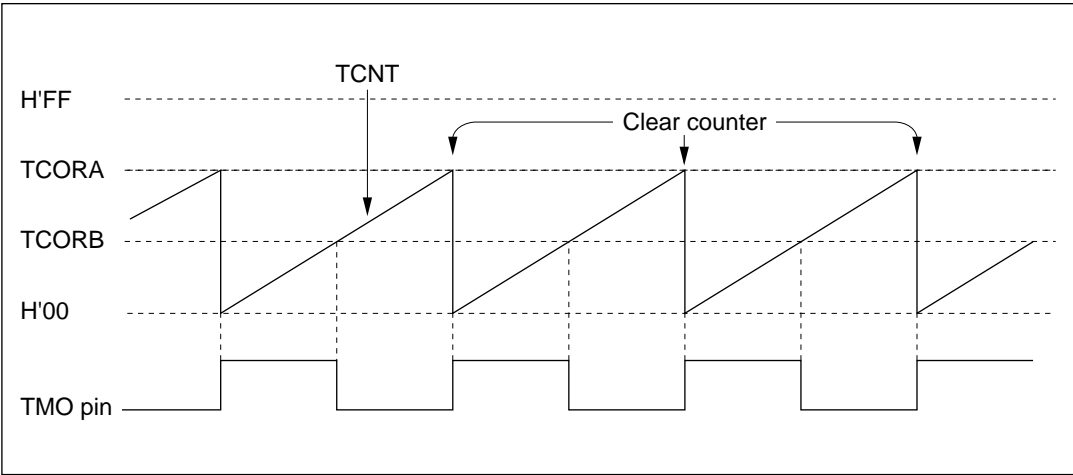 TCNT
H'FF
Clear counter
TCORA
TCORB
H'00
TMO pin